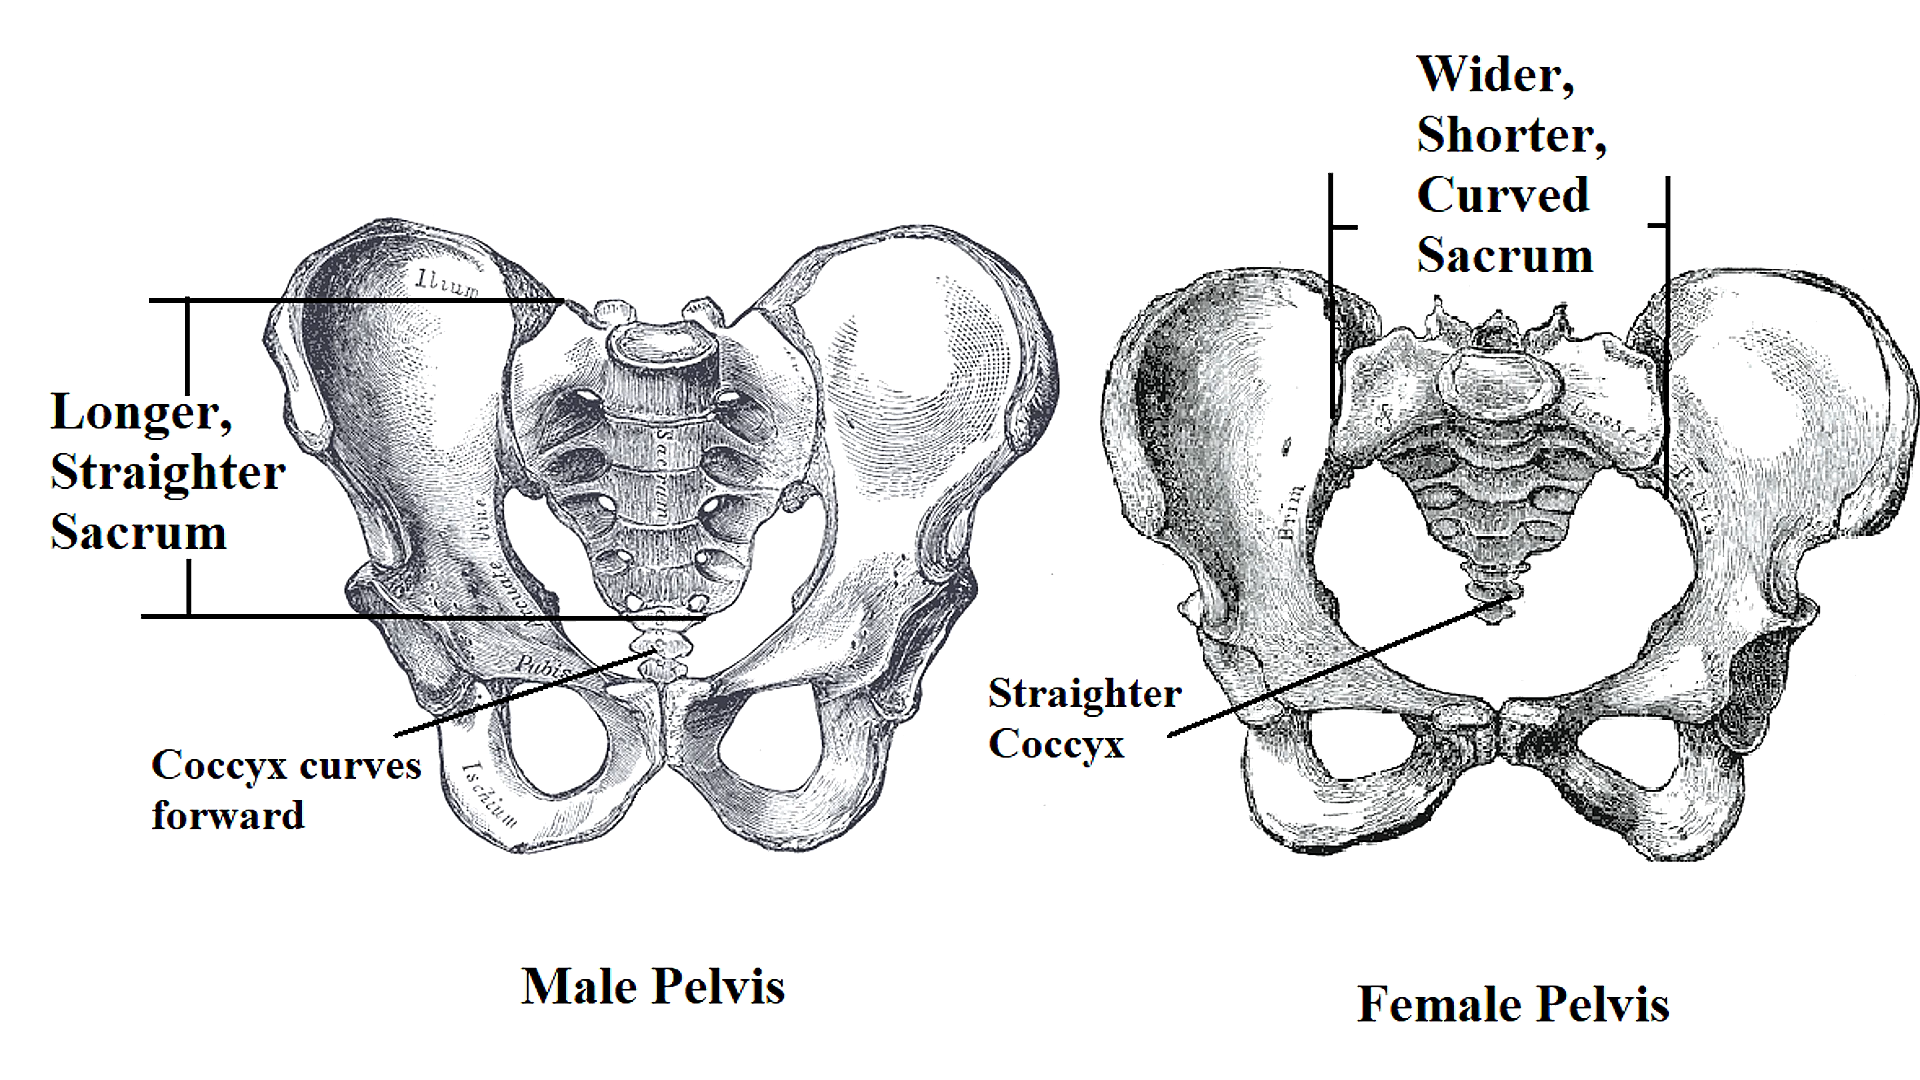 Wider,
Shorter,
Curved
Sacrum
Longer,
Straighter
Sacrum
Ilium
Sacrum
Pubis
Ischium
Coccyx curves
forward
Brim
Straighter
Coccyx
Male Pelvis
Female Pelvis